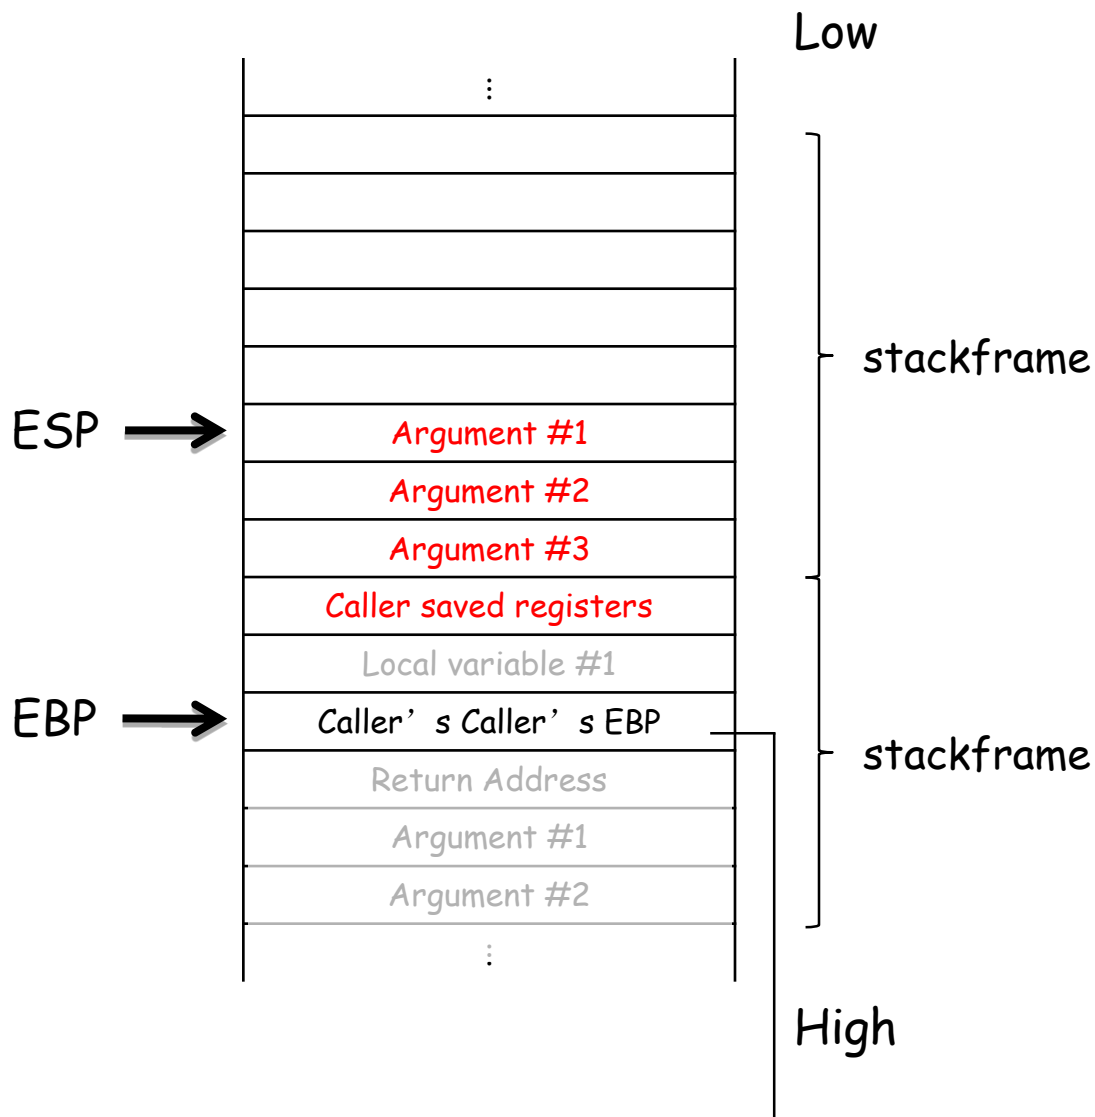 Low
⋮
stackframe
ESP
Argument #1
Argument #2
Argument #3
Caller saved registers
Local variable #1
EBP
Caller’s Caller’s EBP
stackframe
Return Address
Argument #1
Argument #2
⋮
High